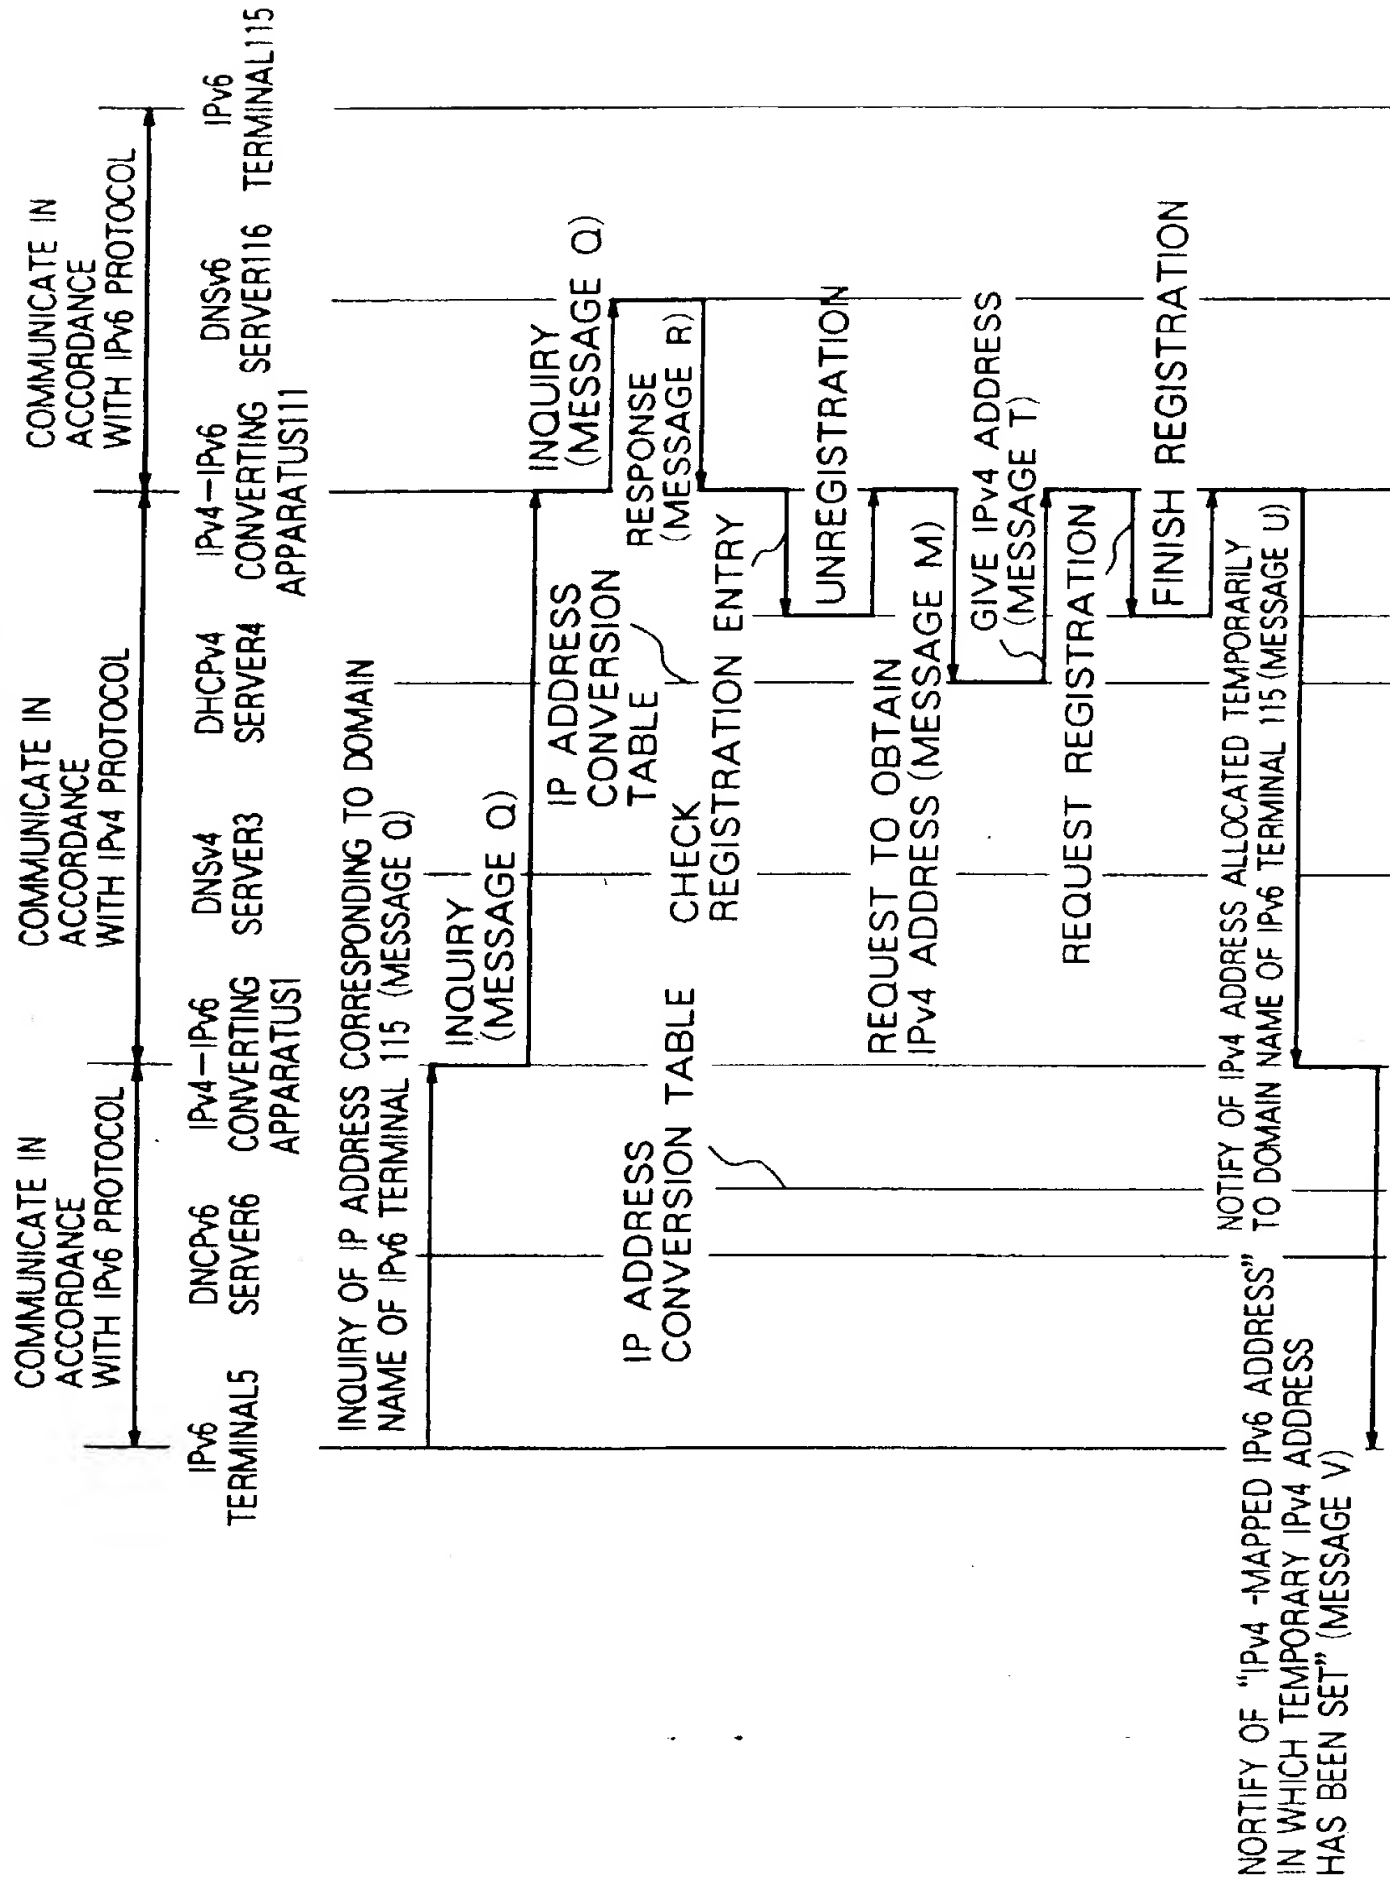 COMMUNICATE IN
ACCORDANCE
WITH IPv6 PROTOCOL
COMMUNICATE IN
ACCORDANCE
WITH IPv4 PROTOCOL
COMMUNICATE IN
ACCORDANCE
WITH IPv6 PROTOCOL
IPv6
TERMINAL5
DNCPv6
SERVER6
IPv4-IPv6
CONVERTING
APPARATUS1
DNSv4
SERVER3
DHCPv4
SERVER4
IPv4-IPv6
CONVERTING
APPARATUS111
DNSv6
SERVER116
IPv6
TERMINAL115
INQUIRY OF IP ADDRESS CORRESPONDING TO DOMAIN
NAME OF IPv6 TERMINAL 115 (MESSAGE Q)
INQUIRY
(MESSAGE Q)
INQUIRY
(MESSAGE Q)
IP ADDRESS
CONVERSION
TABLE
RESPONSE
(MESSAGE R)
IP ADDRESS
CONVERSION TABLE
CHECK
REGISTRATION ENTRY
UNREGISTRATION
REQUEST TO OBTAIN
IPv4 ADDRESS (MESSAGE M)
GIVE IPv4 ADDRESS
(MESSAGE T)
REQUEST REGISTRATION
FINISH REGISTRATION
NOTIFY OF IPv4 ADDRESS ALLOCATED TEMPORARILY
TO DOMAIN NAME OF IPv6 TERMINAL 115 (MESSAGE U)
NORTIFY OF “IPv4 -MAPPED IPv6 ADDRESS”
IN WHICH TEMPORARY IPv4 ADDRESS
HAS BEEN SET” (MESSAGE V)